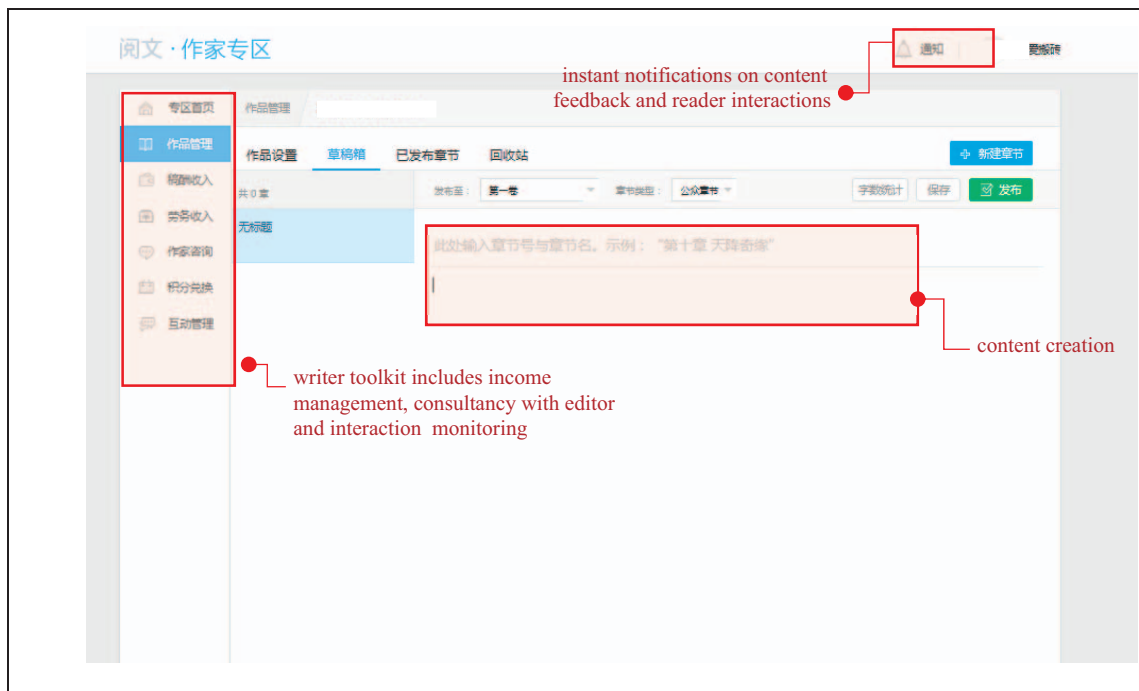 阅文·作家专区
通知
爱搬砖
instant notifications on content
feedback and reader interactions
专区首页
作品管理
稿酬收入
劳务收入
作家咨询
积分兑换
互动管理
作品管理
作品设置 草稿箱 已发布章节 回收站
新建章节
共0章
发布至： 第一卷 章节类型： 公众章节
字数统计 保存 发布
无标题
此处输入章节号与章节名。示例：“第十章 天降奇缘”
content creation
writer toolkit includes income
management, consultancy with editor
and interaction monitoring